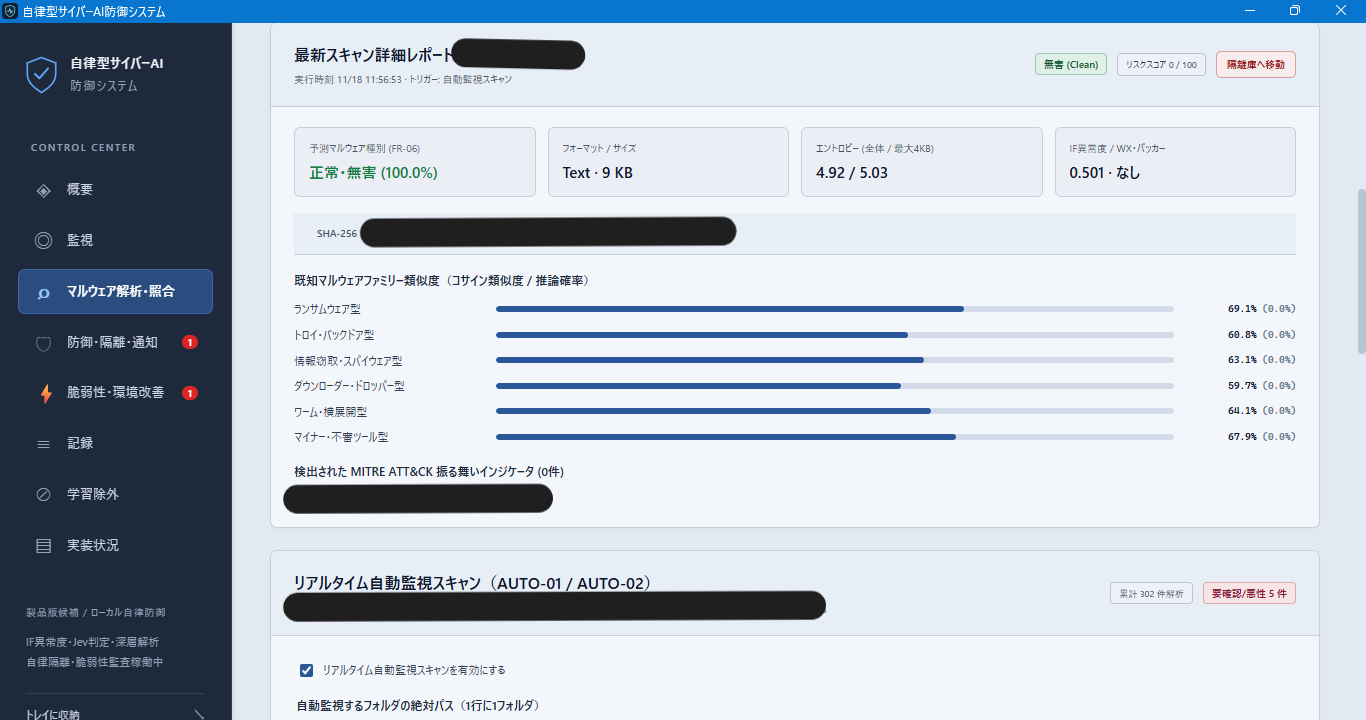 自律型サイバーAI防御システム
自律型サイバーAI
防御システム
CONTROL CENTER
概要
監視
マルウェア解析・照合
防御・隔離・通知 1
脆弱性・環境改善 1
記録
学習除外
実装状況
製品版候補 / ローカル自律防御
IF異常度・Jev判定・深層解析
自律隔離・脆弱性監査稼働中
トレイに収納
最新スキャン詳細レポート
実行時刻 11/18 11:56:53 · トリガー: 自動監視スキャン
無害 (Clean)
リスクスコア 0 / 100
隔離庫へ移動
予測マルウェア種別 (FR-06)
正常・無害 (100.0%)
フォーマット / サイズ
Text · 9 KB
エントロピー (全体 / 最大4KB)
4.92 / 5.03
IF異常度 / WX・パッカー
0.501 · なし
SHA-256
既知マルウェアファミリー類似度（コサイン類似度 / 推論確率）
ランサムウェア型 69.1% (0.0%)
トロイ・バックドア型 60.8% (0.0%)
情報窃取・スパイウェア型 63.1% (0.0%)
ダウンローダー・ドロッパー型 59.7% (0.0%)
ワーム・横展開型 64.1% (0.0%)
マイナー・不審ツール型 67.9% (0.0%)
検出された MITRE ATT&CK 振る舞いインジケータ (0件)
リアルタイム自動監視スキャン（AUTO-01 / AUTO-02）
累計 302 件解析
要確認/悪性 5 件
リアルタイム自動監視スキャンを有効にする
自動監視するフォルダの絶対パス（1行に1フォルダ）